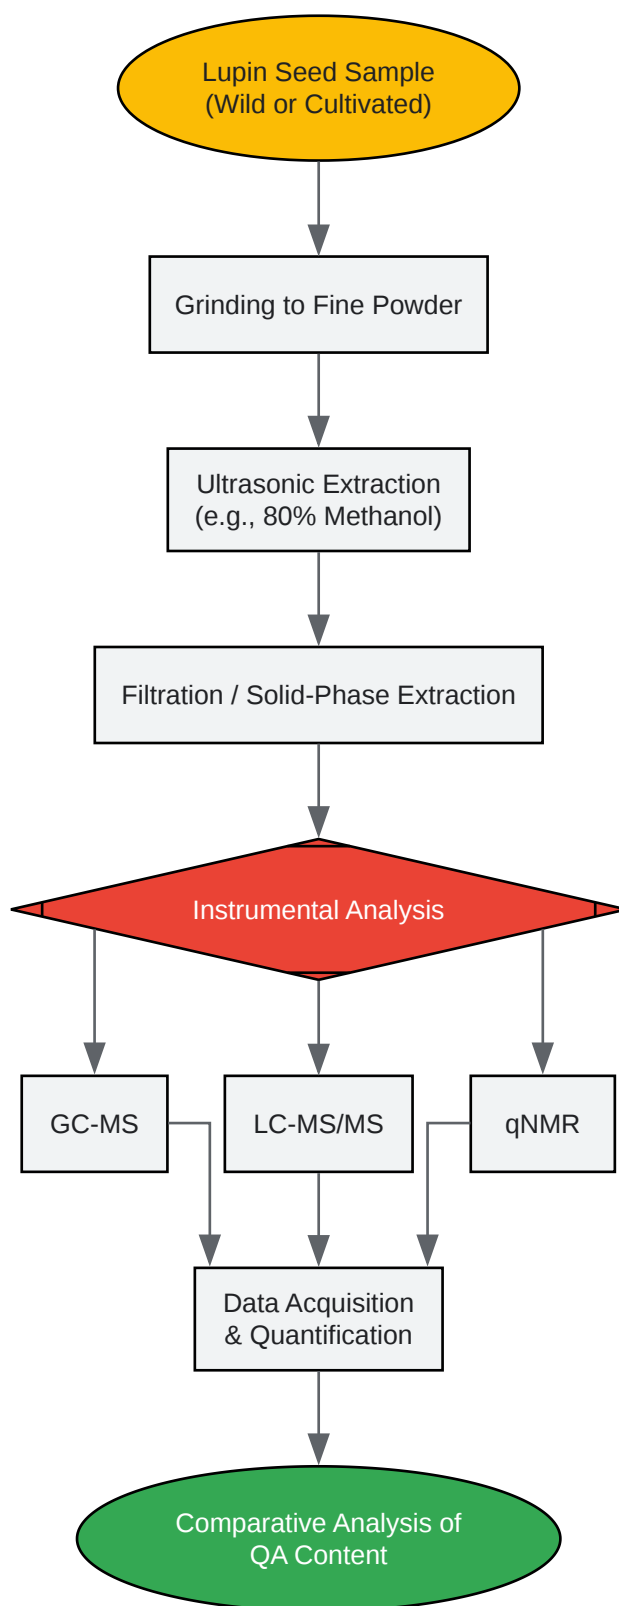 Lupin Seed Sample
(Wild or Cultivated)
Grinding to Fine Powder
Ultrasonic Extraction
(e.g., 80% Methanol)
Filtration / Solid-Phase Extraction
Instrumental Analysis
GC-MS
LC-MS/MS
qNMR
Data Acquisition
& Quantification
Comparative Analysis of
QA Content